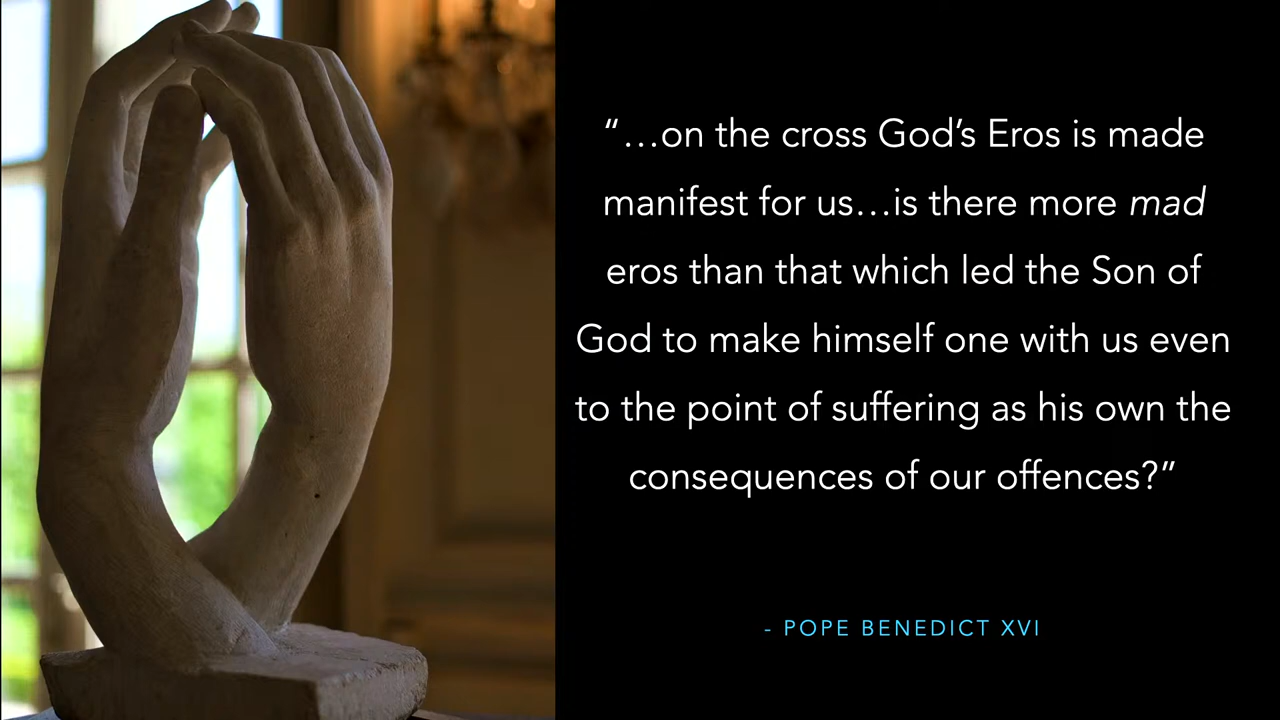 “…on the cross God’s Eros is made
manifest for us…is there more mad
eros than that which led the Son of
God to make himself one with us even
to the point of suffering as his own the
consequences of our offences?”
- POPE BENEDICT XVI